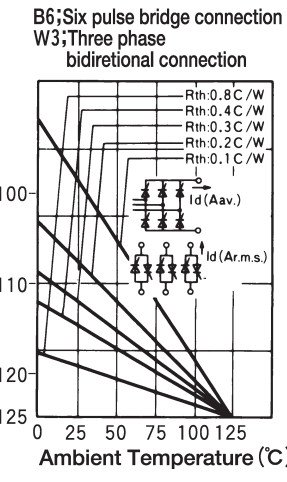 B6;Six pulse bridge connection
W3;Three phase
bidiretional connection
Rth:0.8C/W
Rth:0.4C/W
Rth:0.3C/W
Rth:0.2C/W
Rth:0.1C/W
Id(Aav.)
Id(Ar.m.s.)
100
110
120
125
0 25 50 75 100 125
Ambient Temperature (℃)